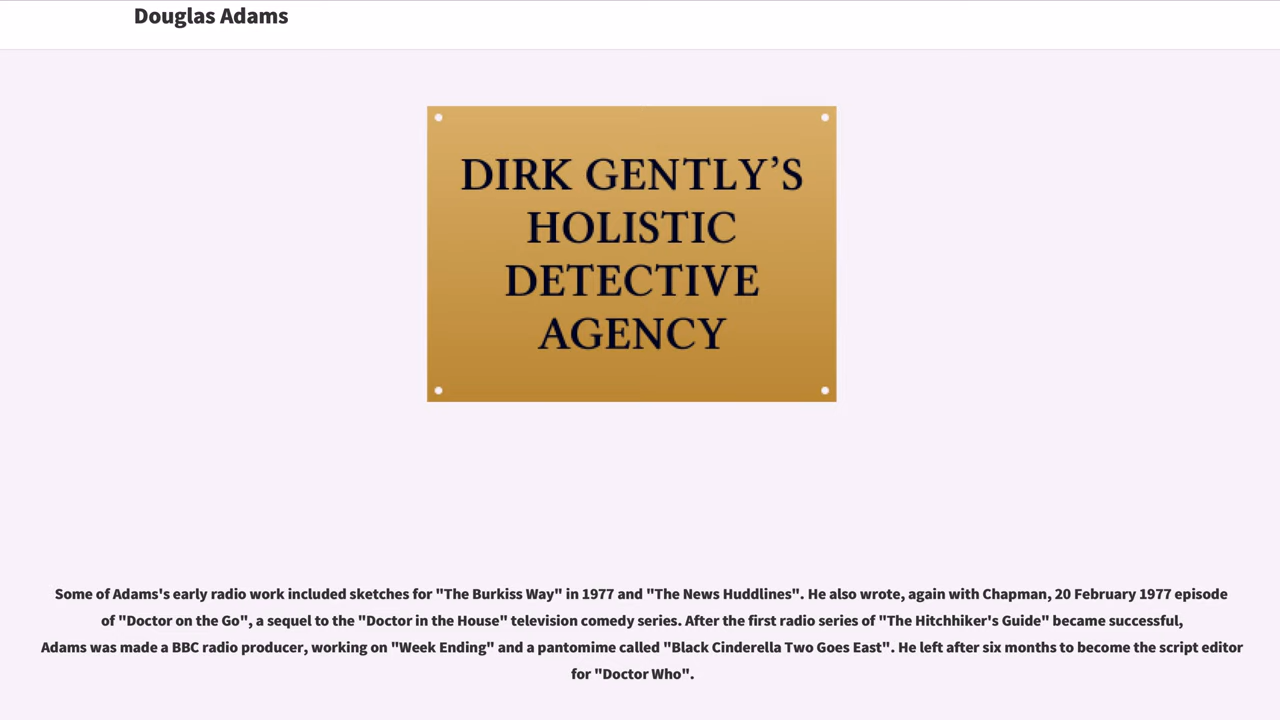 Douglas Adams
DIRK GENTLY’S
HOLISTIC
DETECTIVE
AGENCY
Some of Adams's early radio work included sketches for "The Burkiss Way" in 1977 and "The News Huddlines". He also wrote, again with Chapman, 20 February 1977 episode
of "Doctor on the Go", a sequel to the "Doctor in the House" television comedy series. After the first radio series of "The Hitchhiker's Guide" became successful,
Adams was made a BBC radio producer, working on "Week Ending" and a pantomime called "Black Cinderella Two Goes East". He left after six months to become the script editor
for "Doctor Who".